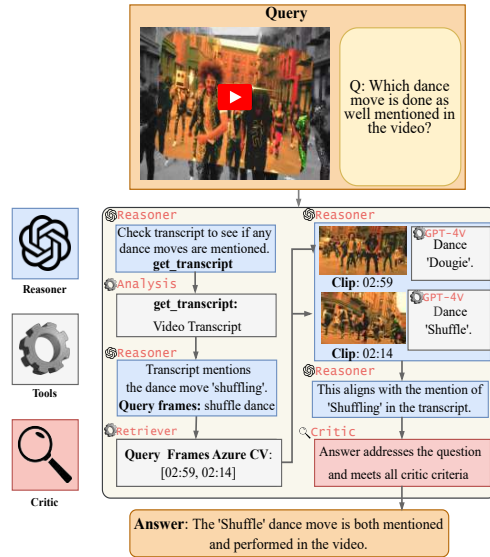 Query
Q: Which dance
move is done as
well mentioned in
the video?
Reasoner
Tools
Critic
Reasoner
Check transcript to see if any
dance moves are mentioned.
get_transcript
Analysis
get_transcript:
Video Transcript
Reasoner
Transcript mentions
the dance move 'shuffling'.
Query frames: shuffle dance
Retriever
Query Frames Azure CV:
[02:59, 02:14]
Reasoner
GPT-4V
Dance
'Dougie'.
Clip: 02:59
GPT-4V
Dance
'Shuffle'.
Clip: 02:14
Reasoner
This aligns with the mention of
'Shuffling' in the transcript.
Critic
Answer addresses the question
and meets all critic criteria
Answer: The 'Shuffle' dance move is both mentioned
and performed in the video.